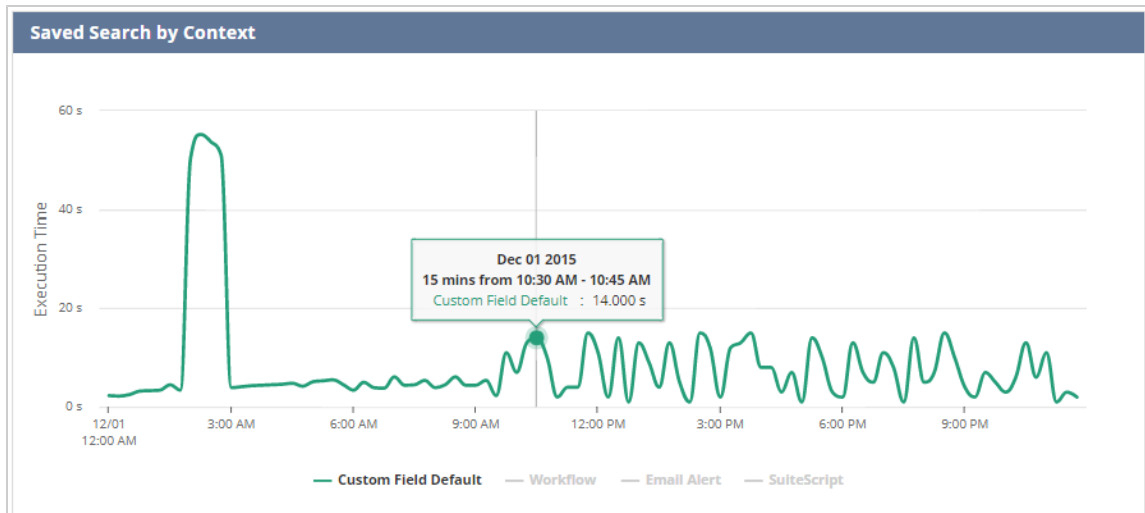 Saved Search by Context
60 s
40 s
20 s
0 s
Execution Time
Dec 01 2015
15 mins from 10:30 AM - 10:45 AM
Custom Field Default : 14.000 s
12/01
12:00 AM
3:00 AM
6:00 AM
9:00 AM
12:00 PM
3:00 PM
6:00 PM
9:00 PM
Custom Field Default
Workflow
Email Alert
SuiteScript